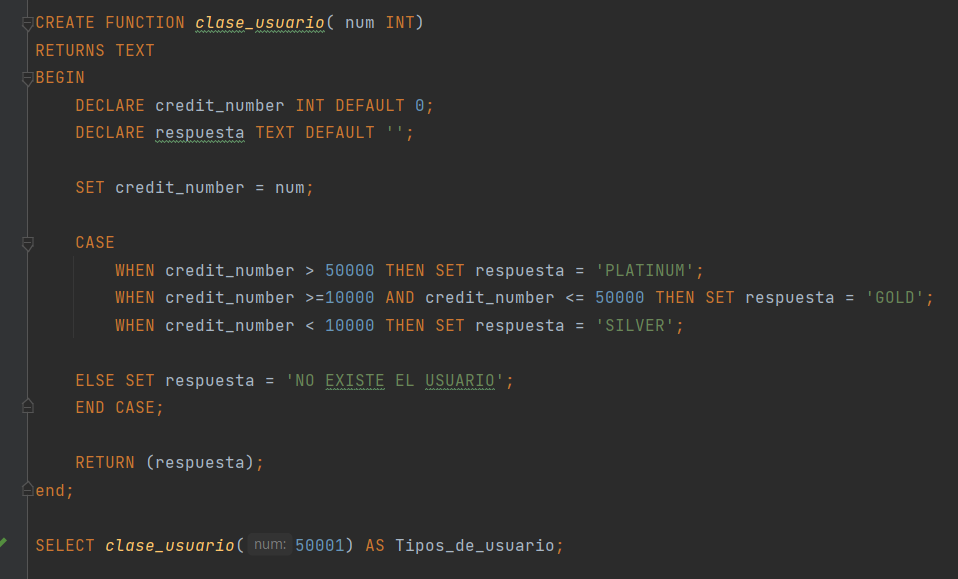 CREATE FUNCTION clase_usuario( num INT)
RETURNS TEXT
BEGIN
    DECLARE credit_number INT DEFAULT 0;
    DECLARE respuesta TEXT DEFAULT '';
    SET credit_number = num;
    CASE
        WHEN credit_number > 50000 THEN SET respuesta = 'PLATINUM';
        WHEN credit_number >=10000 AND credit_number <= 50000 THEN SET respuesta = 'GOLD';
        WHEN credit_number < 10000 THEN SET respuesta = 'SILVER';
    ELSE SET respuesta = 'NO EXISTE EL USUARIO';
    END CASE;
    RETURN (respuesta);
end;
SELECT clase_usuario( num: 50001) AS Tipos_de_usuario;